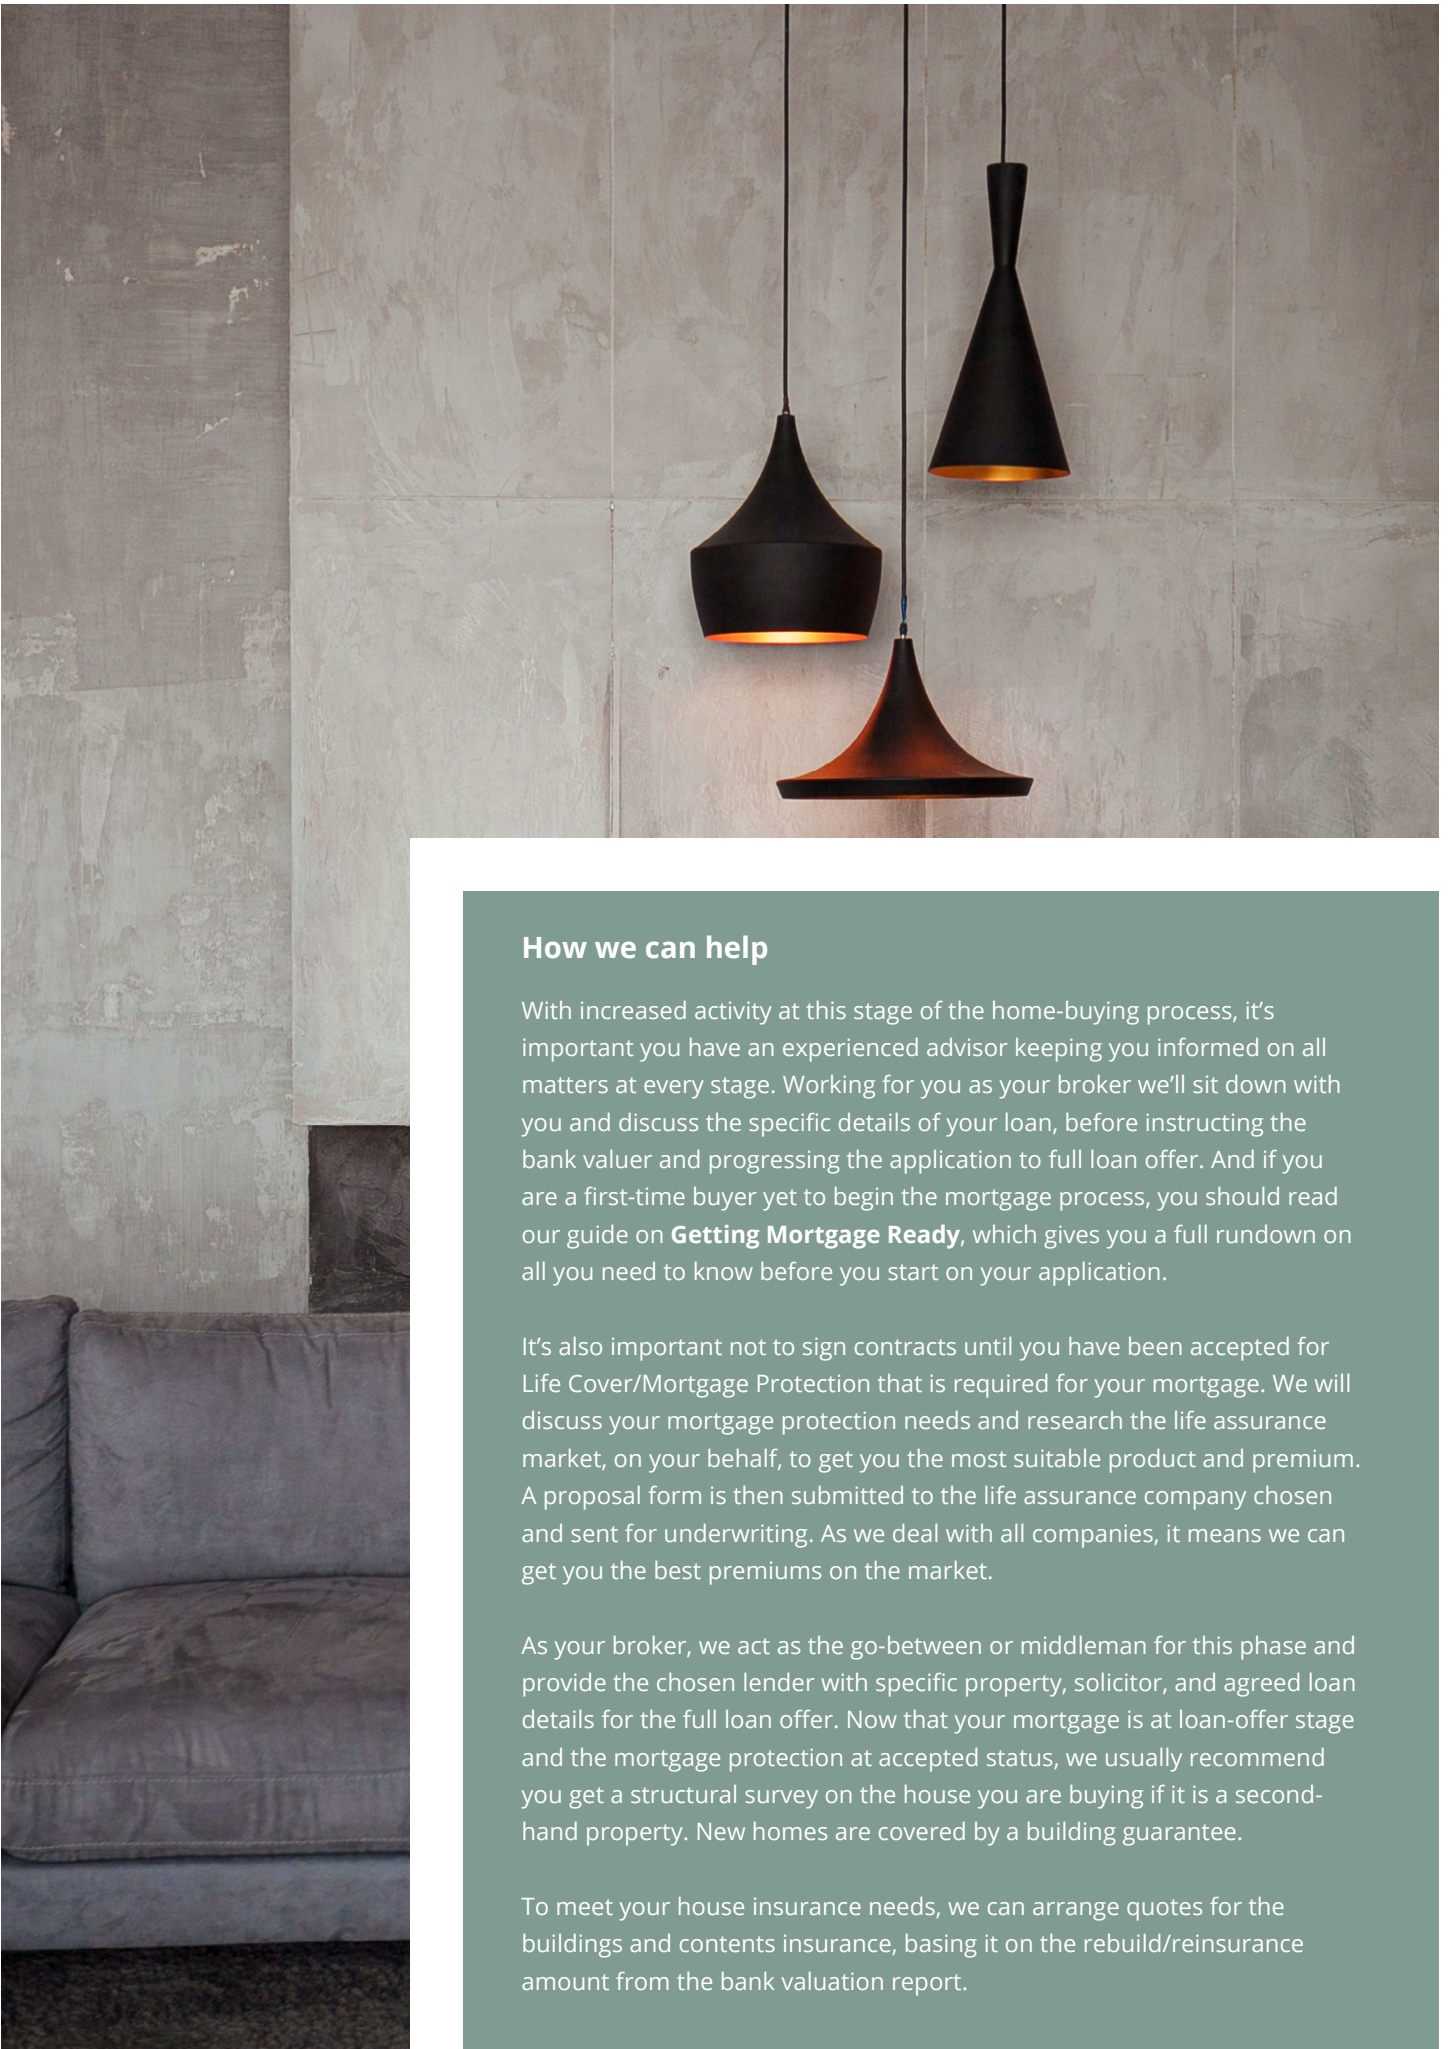 How we can help
With increased activity at this stage of the home-buying process, it’s
important you have an experienced advisor keeping you informed on all
matters at every stage. Working for you as your broker we’ll sit down with
you and discuss the specific details of your loan, before instructing the
bank valuer and progressing the application to full loan offer. And if you
are a first-time buyer yet to begin the mortgage process, you should read
our guide on Getting Mortgage Ready, which gives you a full rundown on
all you need to know before you start on your application.
It’s also important not to sign contracts until you have been accepted for
Life Cover/Mortgage Protection that is required for your mortgage. We will
discuss your mortgage protection needs and research the life assurance
market, on your behalf, to get you the most suitable product and premium.
A proposal form is then submitted to the life assurance company chosen
and sent for underwriting. As we deal with all companies, it means we can
get you the best premiums on the market.
As your broker, we act as the go-between or middleman for this phase and
provide the chosen lender with specific property, solicitor, and agreed loan
details for the full loan offer. Now that your mortgage is at loan-offer stage
and the mortgage protection at accepted status, we usually recommend
you get a structural survey on the house you are buying if it is a second-
hand property. New homes are covered by a building guarantee.
To meet your house insurance needs, we can arrange quotes for the
buildings and contents insurance, basing it on the rebuild/reinsurance
amount from the bank valuation report.